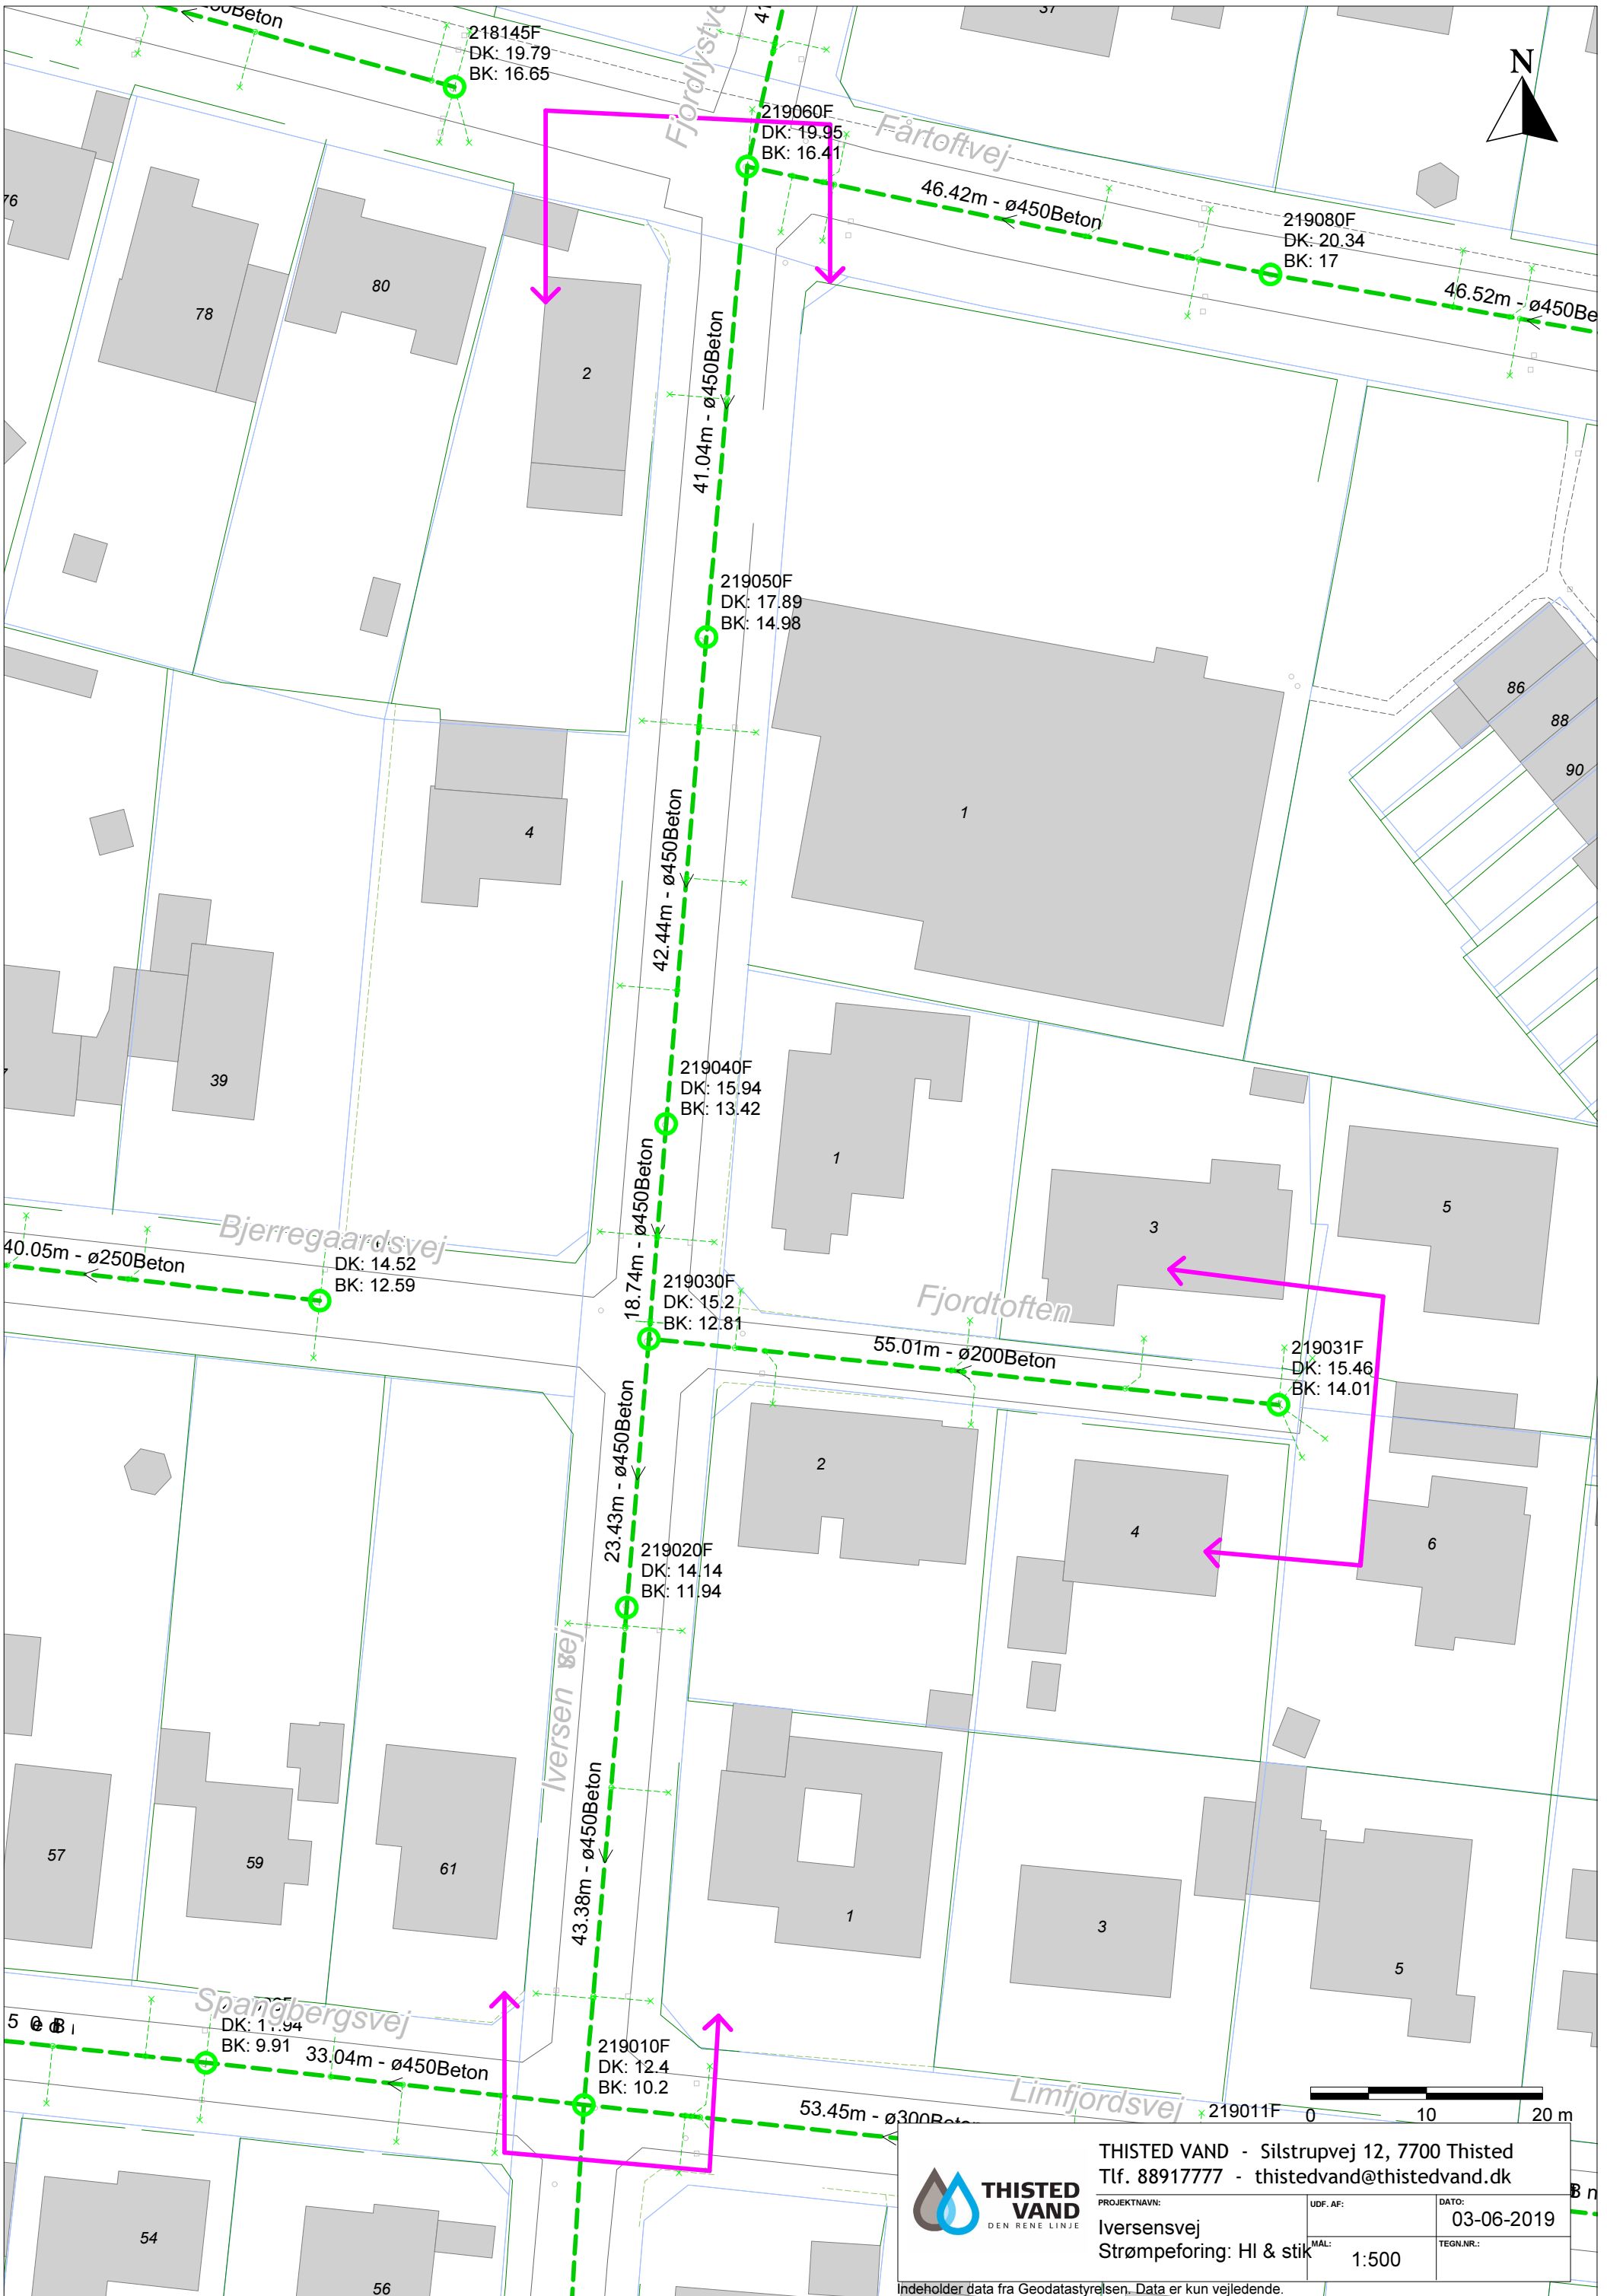 218145F
DK: 19.79
BK: 16.65
37
N
219060F
DK: 19.95
BK: 16.41
Fårtoftvej
46.42m - ø450Beton
219080F
DK: 20.34
BK: 17
76
78
80
2
41.04m - ø450Beton
219050F
DK: 17.89
BK: 14.98
86
88
90
1
4
42.44m - ø450Beton
39
219040F
DK: 15.94
BK: 13.42
1
3
5
18.74m - ø450Beton
Bjerregaardsvej
40.05m - ø250Beton
DK: 14.52
BK: 12.59
219030F
DK: 15.2
BK: 12.81
Fjordtoften
55.01m - ø200Beton
219031F
DK: 15.46
BK: 14.01
23.43m - ø450Beton
2
4
6
219020F
DK: 14.14
BK: 11.94
43.38m - ø450Beton
57
59
61
1
3
5
Spangbergsvej
DK: 11.94
BK: 9.91
33.04m - ø450Beton
219010F
DK: 12.4
BK: 10.2
Limfjordsvej
219011F
0 10 20 m
54
56
THISTED
VAND
DEN RENE LINJE
THISTED VAND - Silstrupvej 12, 7700 Thisted
Tlf. 88917777 - thistedvand@thistedvand.dk
PROJEKTNAVN:
Iversensvej
Strømpeforing: Hl & stik
UDF. AF:
DATO:
03-06-2019
MÅL:
1:500
TEGN.NR.:
Indeholder data fra Geodatastyrelsen. Data er kun vejledende.